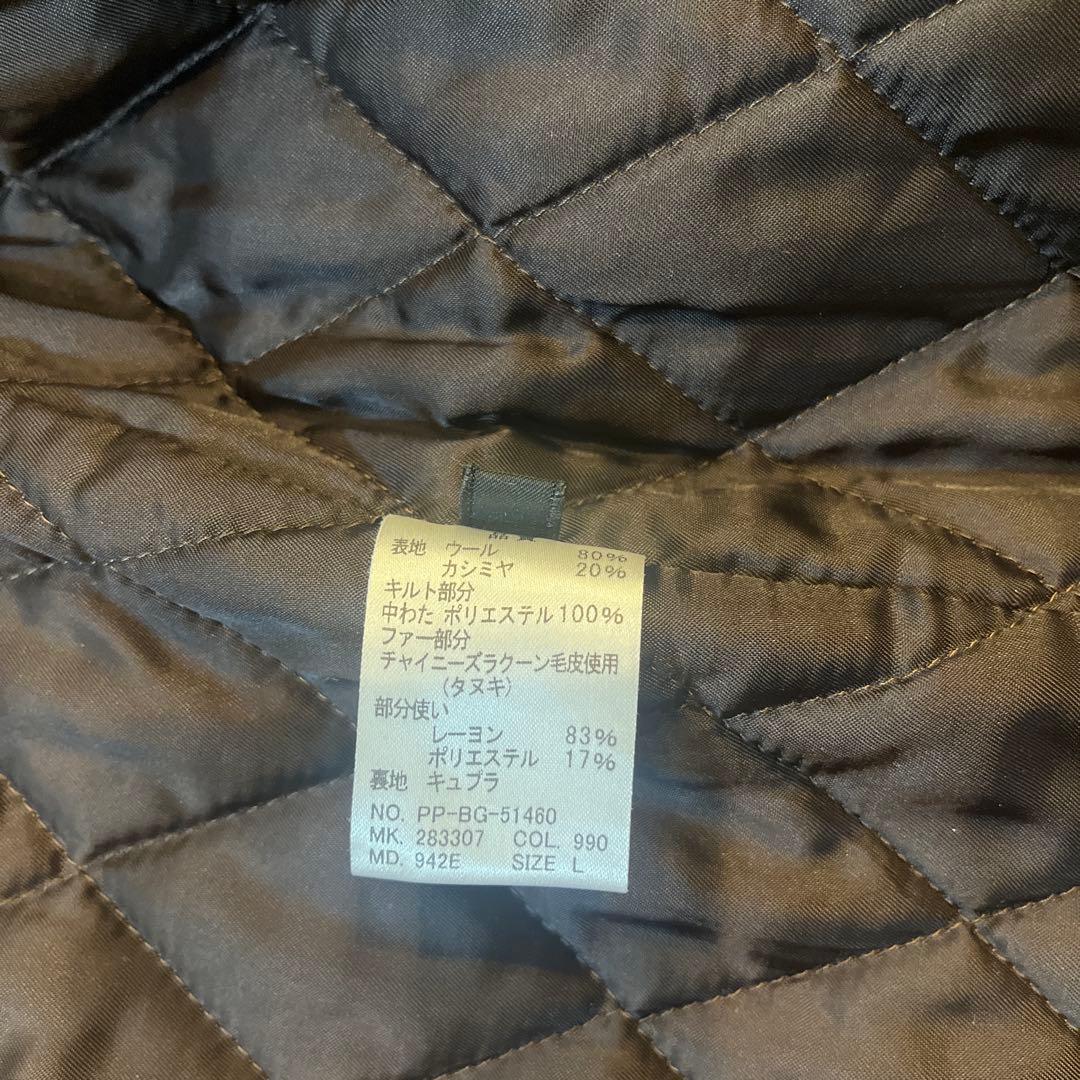 表地 ウール 80%
カシミヤ 20%
キルト部分
中わた ポリエステル 100%
ファー部分
チャイニーズラクーン毛皮使用
(タヌキ)
部分使い
レーヨン 83%
ポリエステル 17%
裏地 キュプラ
NO. PP-BG-51460
MK. 283307 COL. 990
MD. 942E SIZE L